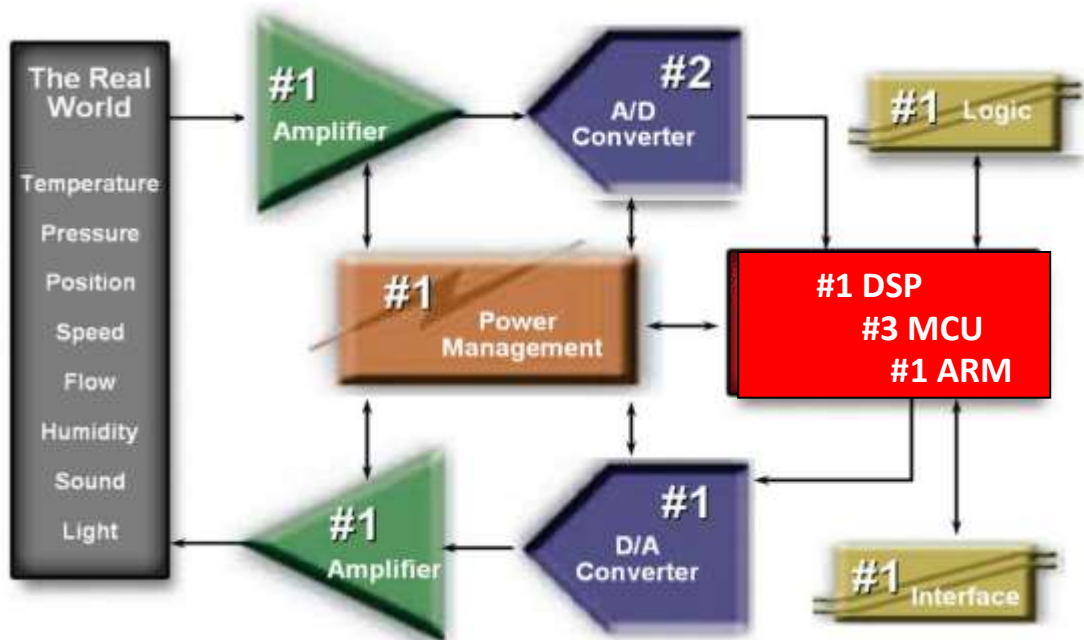 The Real
World
Temperature
Pressure
Position
Speed
Flow
Humidity
Sound
Light
#1
Amplifier
#2
A/D
Converter
#1 Logic
#1
Power
Management
#1 DSP
#3 MCU
#1 ARM
#1
Amplifier
#1
D/A
Converter
#1
Interface